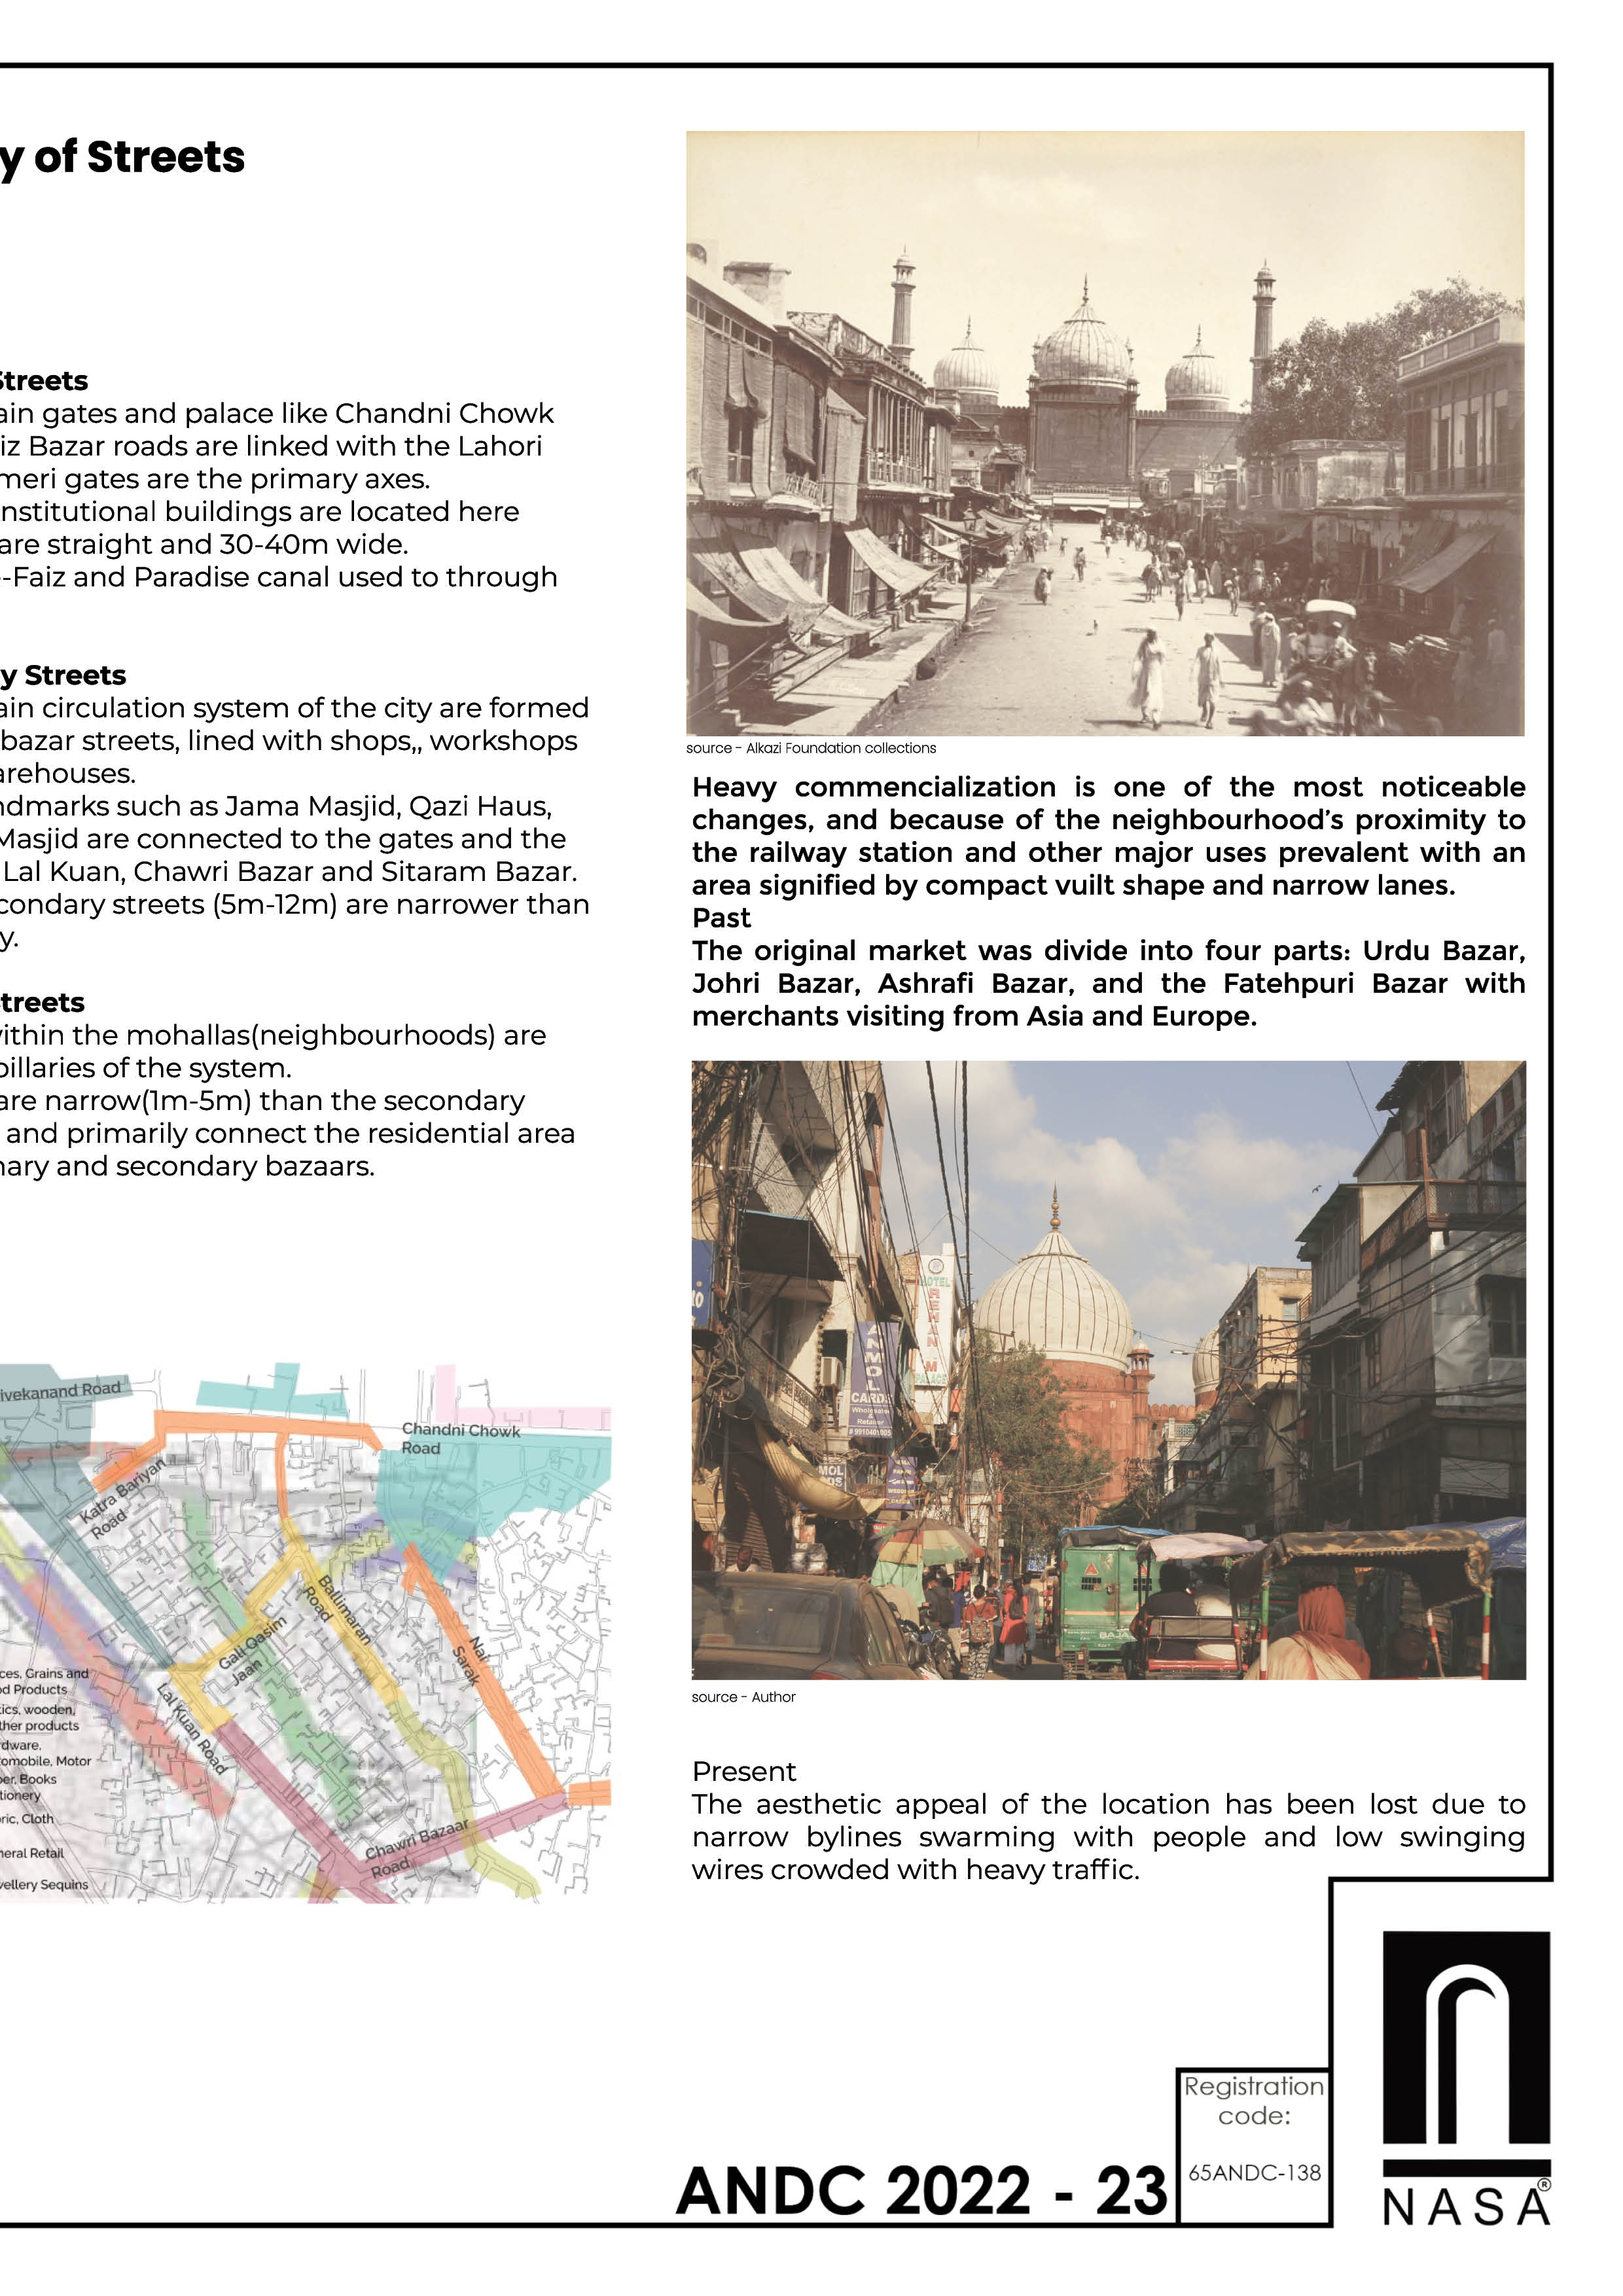 y of Streets
Streets
ain gates and palace like Chandni Chowk
iz Bazar roads are linked with the Lahori
meri gates are the primary axes.
nstitutional buildings are located here
are straight and 30-40m wide.
-Faiz and Paradise canal used to through
y Streets
ain circulation system of the city are formed
bazar streets, lined with shops,, workshops
arehouses.
ndmarks such as Jama Masjid, Qazi Haus,
Masjid are connected to the gates and the
Lal Kuan, Chawri Bazar and Sitaram Bazar.
condary streets (5m-12m) are narrower than
y.
Streets
within the mohallas(neighbourhoods) are
pillaries of the system.
are narrow(1m-5m) than the secondary
and primarily connect the residential area
nary and secondary bazaars.
ivekanand Road
Chandni Chowk
Road
Katra Bariyan
Road
Ballimaran
Road
Gali Qasim
Jaan
Nai
Sarak
Lal Kuan Road
Chawri Bazaar
Road
ces, Grains and
od Products
tics, wooden,
ther products
rdware,
tomobile, Motor
per, Books
tionery
ric, Cloth
neral Retail
vellery Sequins
source - Alkazi Foundation collections
Heavy commencialization is one of the most noticeable
changes, and because of the neighbourhood's proximity to
the railway station and other major uses prevalent with an
area signified by compact vuilt shape and narrow lanes.
Past
The original market was divide into four parts: Urdu Bazar,
Johri Bazar, Ashrafi Bazar, and the Fatehpuri Bazar with
merchants visiting from Asia and Europe.
HOTEL
REHAN
PALACE
ANMOL
CARDS
Wholesaler
&
Retailer
# 9910401005
BAJAJ
source - Author
Present
The aesthetic appeal of the location has been lost due to
narrow bylines swarming with people and low swinging
wires crowded with heavy traffic.
Registration
code:
65ANDC-138
ANDC 2022 - 23
NASA®